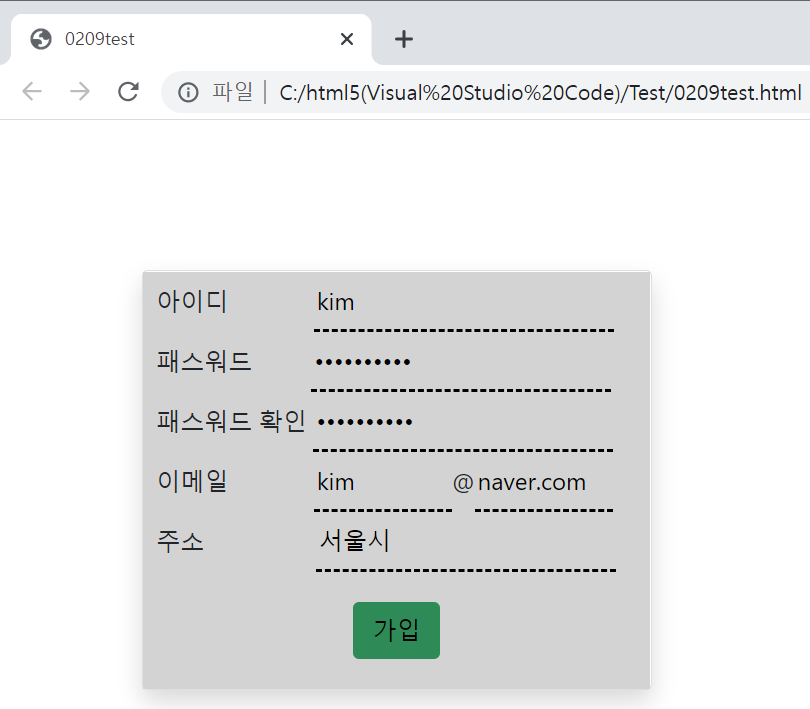 0209test
파일 C:/html5(Visual%20Studio%20Code)/Test/0209test.html
아이디 kim
패스워드 ••••••••••
패스워드 확인 ••••••••••
이메일 kim @ naver.com
주소 서울시
가입